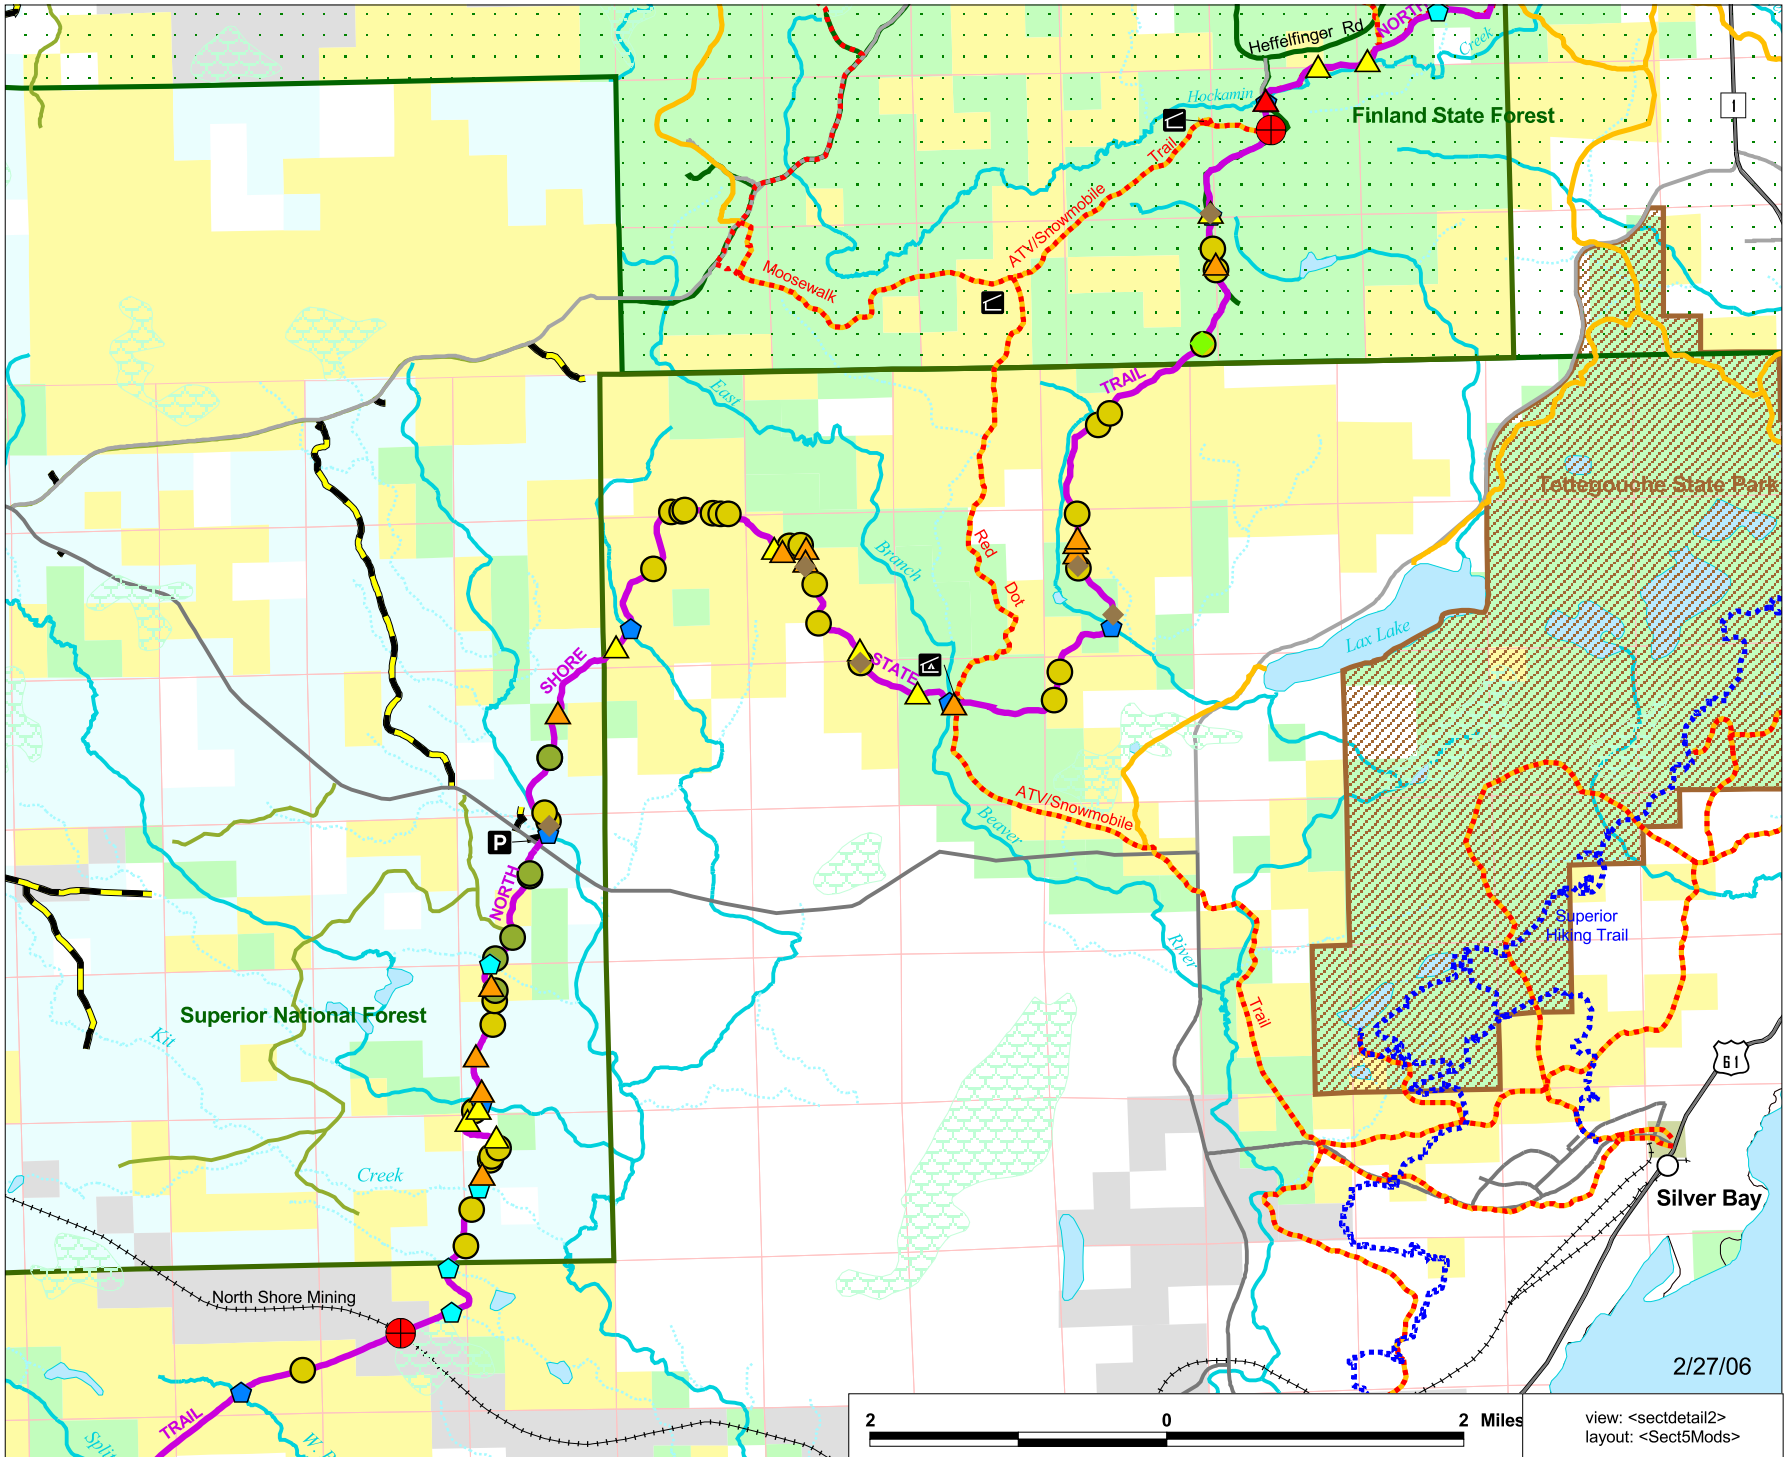 NORTH
Heffelfinger Rd
Creek
Hockamin
Finland State Forest
1
Trail
ATV/Snowmobile
Moosewalk
TRAIL
East
Tettegouche State Park
Red
Branch
Dot
Lax Lake
SHORE
STATE
ATV/Snowmobile
Beaver
P
NORTH
Superior
Hiking Trail
River
Superior National Forest
Trail
Kit
61
Creek
Silver Bay
North Shore Mining
2/27/06
TRAIL
Split
W.
2
0
2 Miles
view: <sectdetail2>
layout: <Sect5Mods>